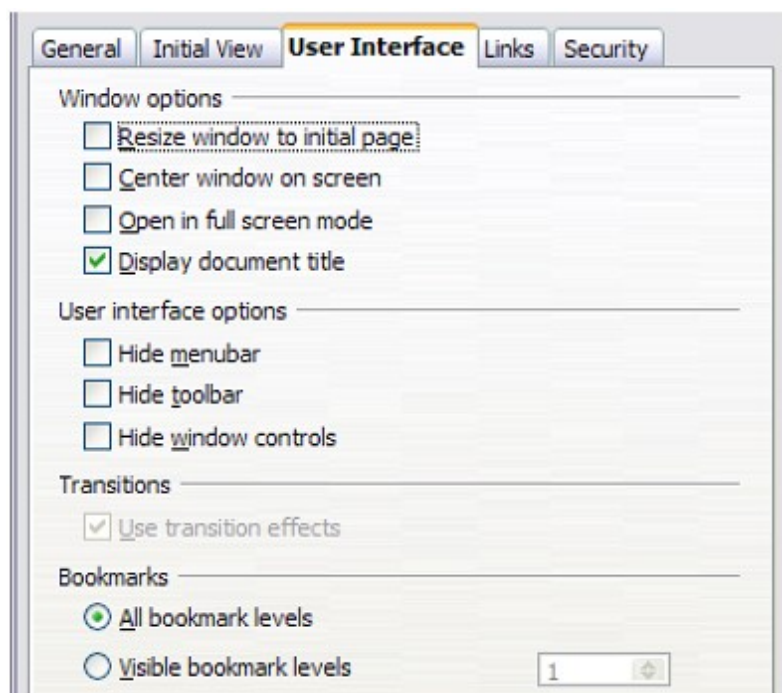 General Initial View User Interface Links Security
Window options
Resize window to initial page
Center window on screen
Open in full screen mode
Display document title
User interface options
Hide menubar
Hide toolbar
Hide window controls
Transitions
Use transition effects
Bookmarks
All bookmark levels
Visible bookmark levels 1